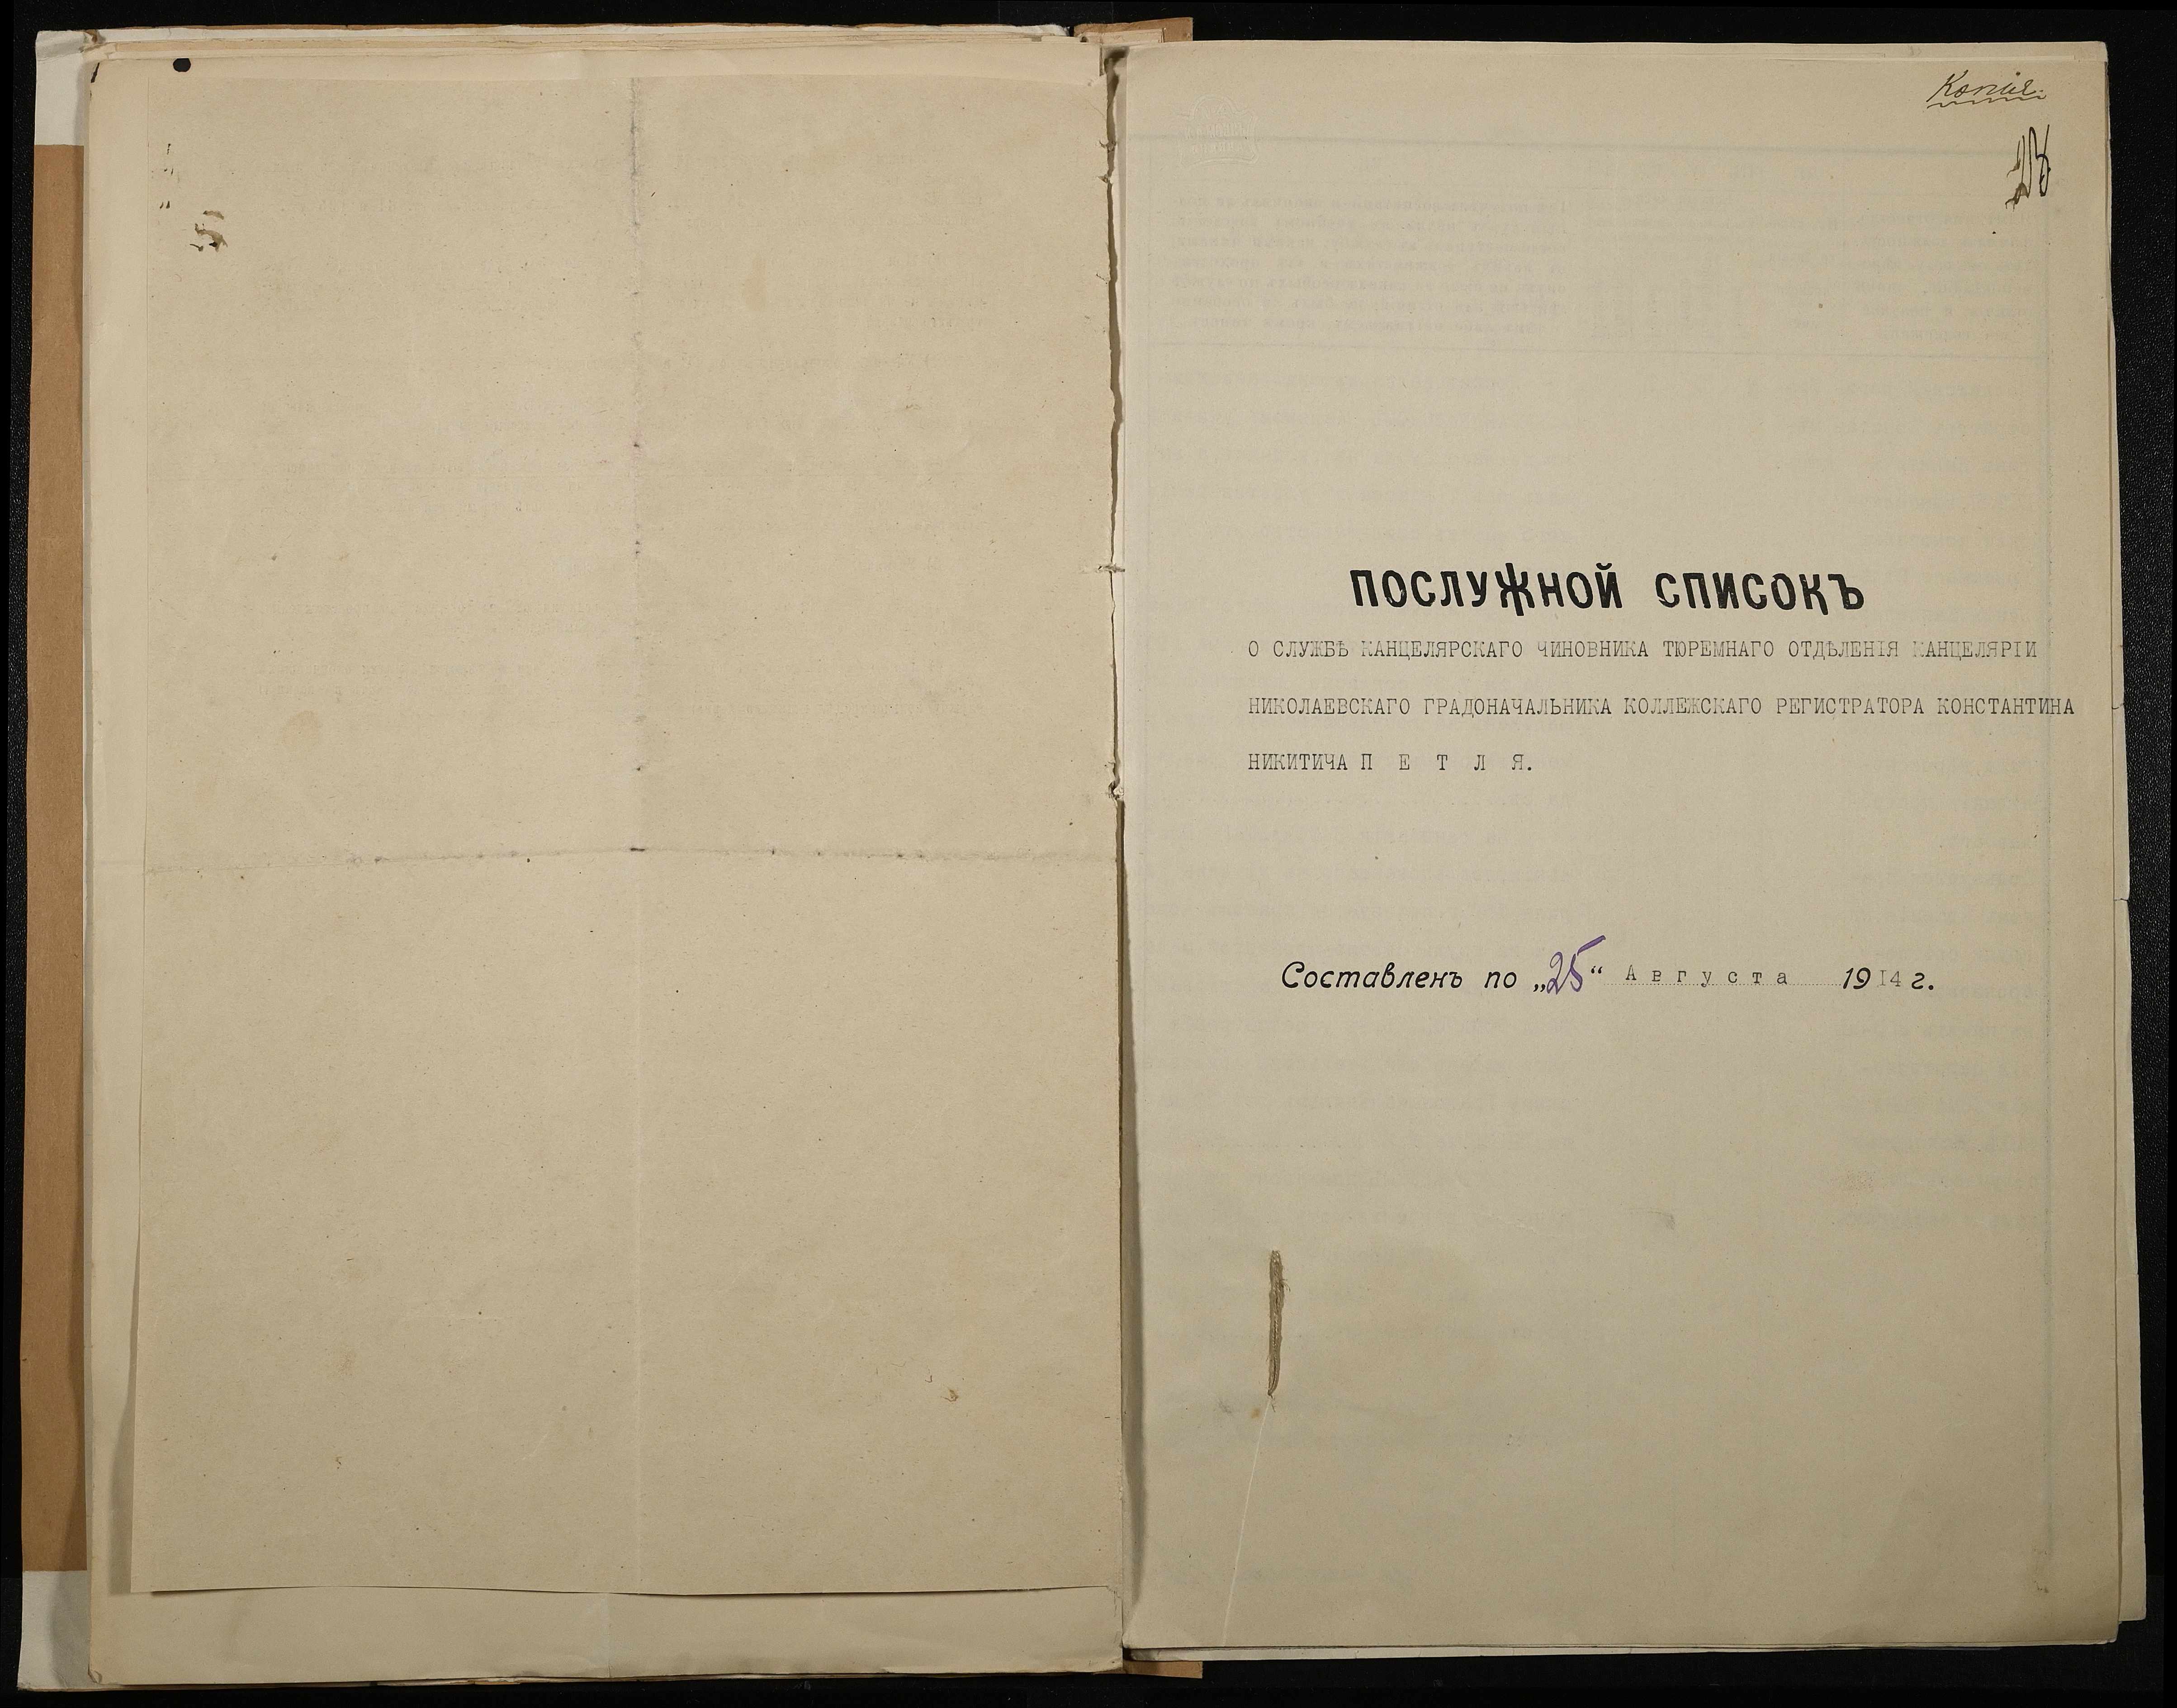 Копія.
ПОСЛУЖНОЙ СПИСОКЪ
О СЛУЖБѢ КАНЦЕЛЯРСКАГО ЧИНОВНИКА ТЮРЕМНАГО ОТДѢЛЕНІЯ КАНЦЕЛЯРІИ
НИКОЛАЕВСКАГО ГРАДОНАЧАЛЬНИКА КОЛЛЕЖСКАГО РЕГИСТРАТОРА КОНСТАНТИНА
НИКИТИЧА П Е Т Л Я.
Составленъ по „25“ Августа 1914 г.